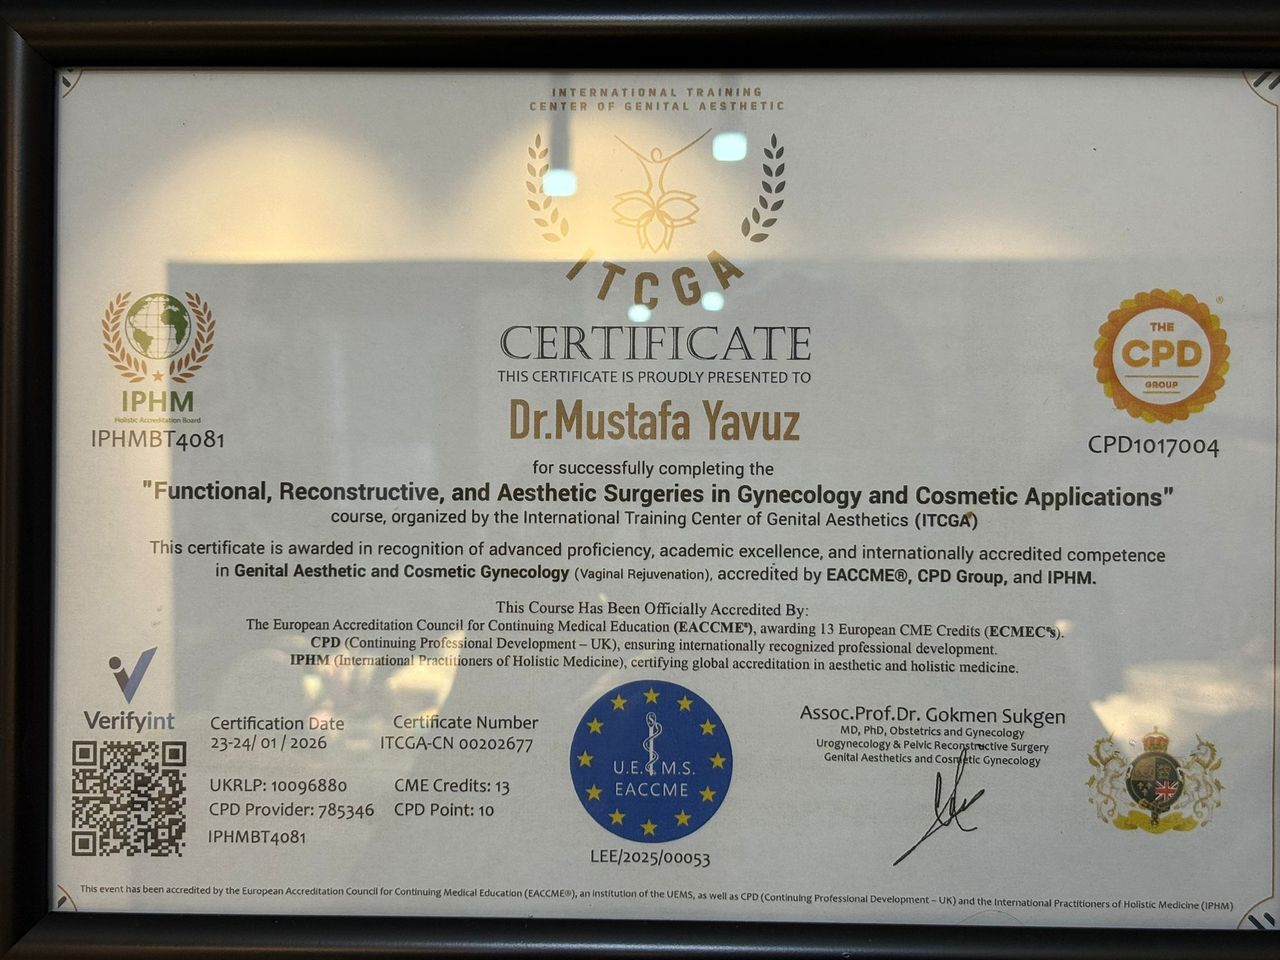 INTERNATIONAL TRAINING
CENTER OF GENITAL AESTHETIC
ITCGA
CERTIFICATE
THIS CERTIFICATE IS PROUDLY PRESENTED TO
Dr.Mustafa Yavuz
for successfully completing the
"Functional, Reconstructive, and Aesthetic Surgeries in Gynecology and Cosmetic Applications"
course, organized by the International Training Center of Genital Aesthetics (ITCGA)
This certificate is awarded in recognition of advanced proficiency, academic excellence, and internationally accredited competence
in Genital Aesthetic and Cosmetic Gynecology (Vaginal Rejuvenation), accredited by EACCME®, CPD Group, and IPHM.
This Course Has Been Officially Accredited By:
The European Accreditation Council for Continuing Medical Education (EACCME®), awarding 13 European CME Credits (ECMEC®s).
CPD (Continuing Professional Development – UK), ensuring internationally recognized professional development.
IPHM (International Practitioners of Holistic Medicine), certifying global accreditation in aesthetic and holistic medicine.
IPHM
Holistic Accreditation Board
IPHMBT4081
THE
CPD
GROUP
®
CPD1017004
Verifyint
Certification Date
23-24/ 01 / 2026
Certificate Number
ITCGA-CN 00202677
UKRLP: 10096880
CME Credits: 13
CPD Provider: 785346
CPD Point: 10
IPHMBT4081
U.E.M.S.
EACCME
LEE/2025/00053
Assoc.Prof.Dr. Gokmen Sukgen
MD, PhD, Obstetrics and Gynecology
Urogynecology & Pelvic Reconstructive Surgery
Genital Aesthetics and Cosmetic Gynecology
This event has been accredited by the European Accreditation Council for Continuing Medical Education (EACCME®), an institution of the UEMS, as well as CPD (Continuing Professional Development – UK) and the International Practitioners of Holistic Medicine (IPHM)